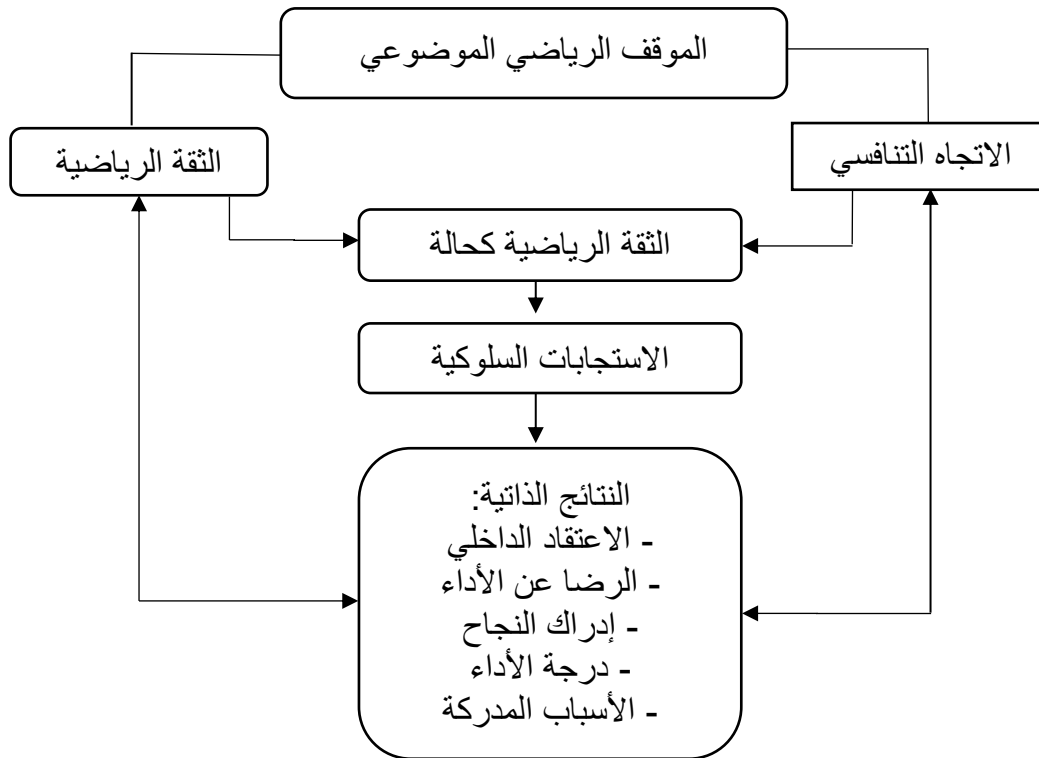 الموقف الرياضي الموضوعي
الاتجاه التنافسي
الثقة الرياضية
الثقة الرياضية كحالة
الاستجابات السلوكية
النتائج الذاتية:
- الاعتقاد الداخلي
- الرضا عن الأداء
- إدراك النجاح
- درجة الأداء
- الأسباب المدركة